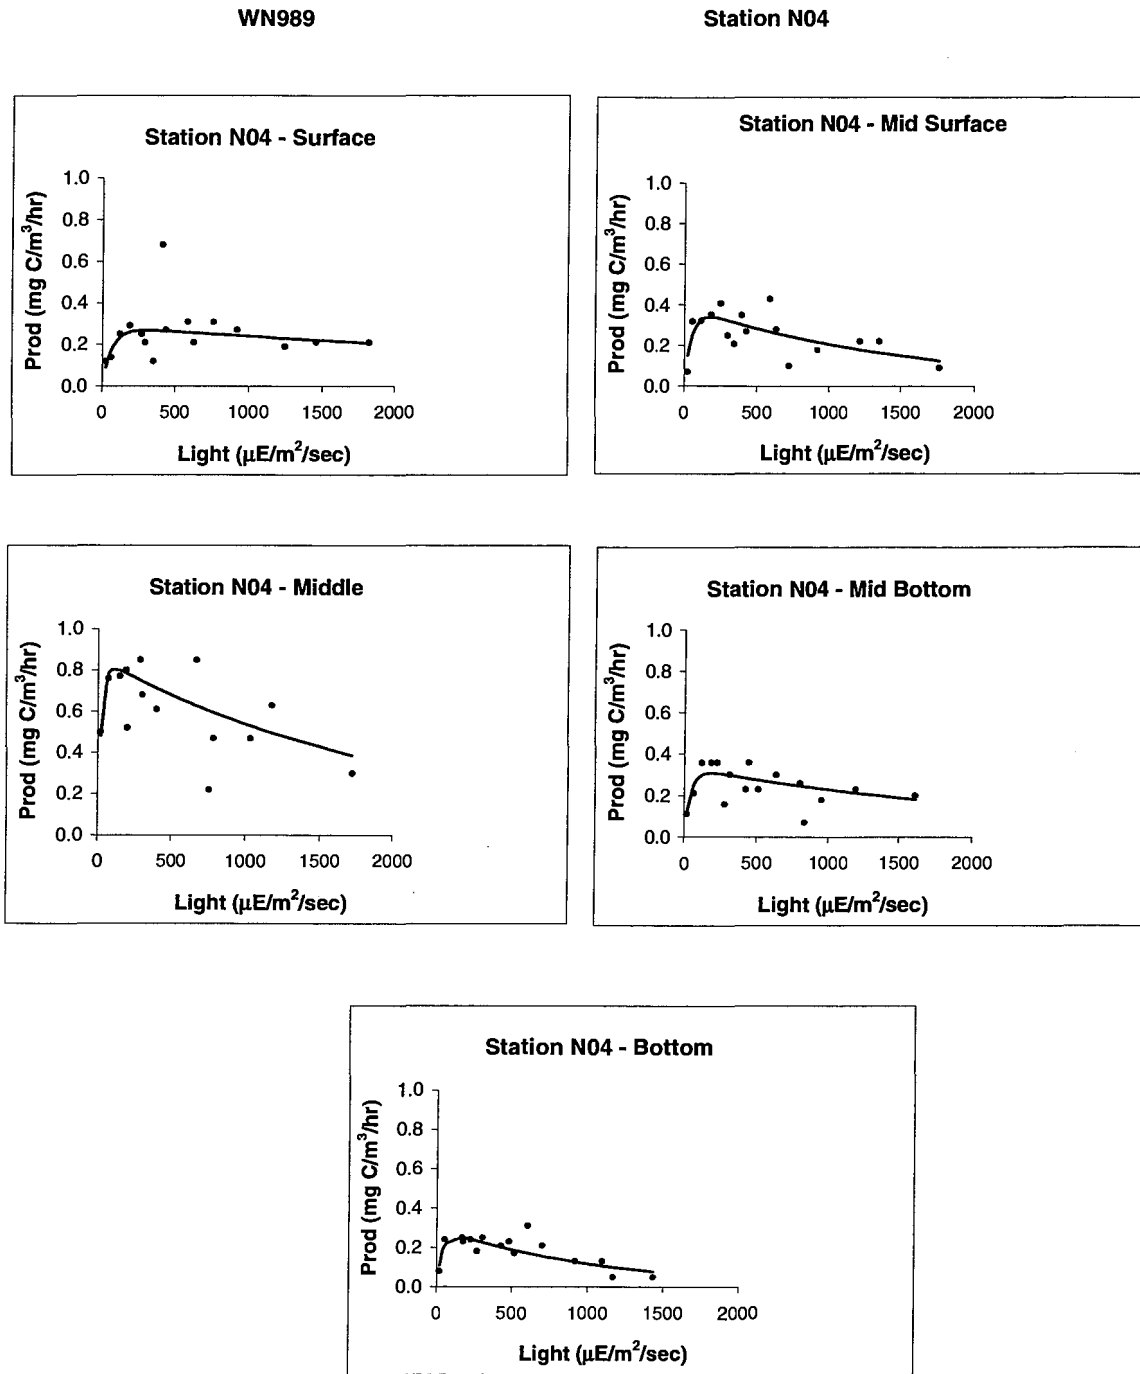 WN989 Station N04
Station N04 - Surface
Prod (mg C/m³/hr)
1.0
0.8
0.6
0.4
0.2
0.0
0 500 1000 1500 2000
Light (µE/m²/sec)
Station N04 - Mid Surface
Prod (mg C/m³/hr)
1.0
0.8
0.6
0.4
0.2
0.0
0 500 1000 1500 2000
Light (µE/m²/sec)
Station N04 - Middle
Prod (mg C/m³/hr)
1.0
0.8
0.6
0.4
0.2
0.0
0 500 1000 1500 2000
Light (µE/m²/sec)
Station N04 - Mid Bottom
Prod (mg C/m³/hr)
1.0
0.8
0.6
0.4
0.2
0.0
0 500 1000 1500 2000
Light (µE/m²/sec)
Station N04 - Bottom
Prod (mg C/m³/hr)
1.0
0.8
0.6
0.4
0.2
0.0
0 500 1000 1500 2000
Light (µE/m²/sec)